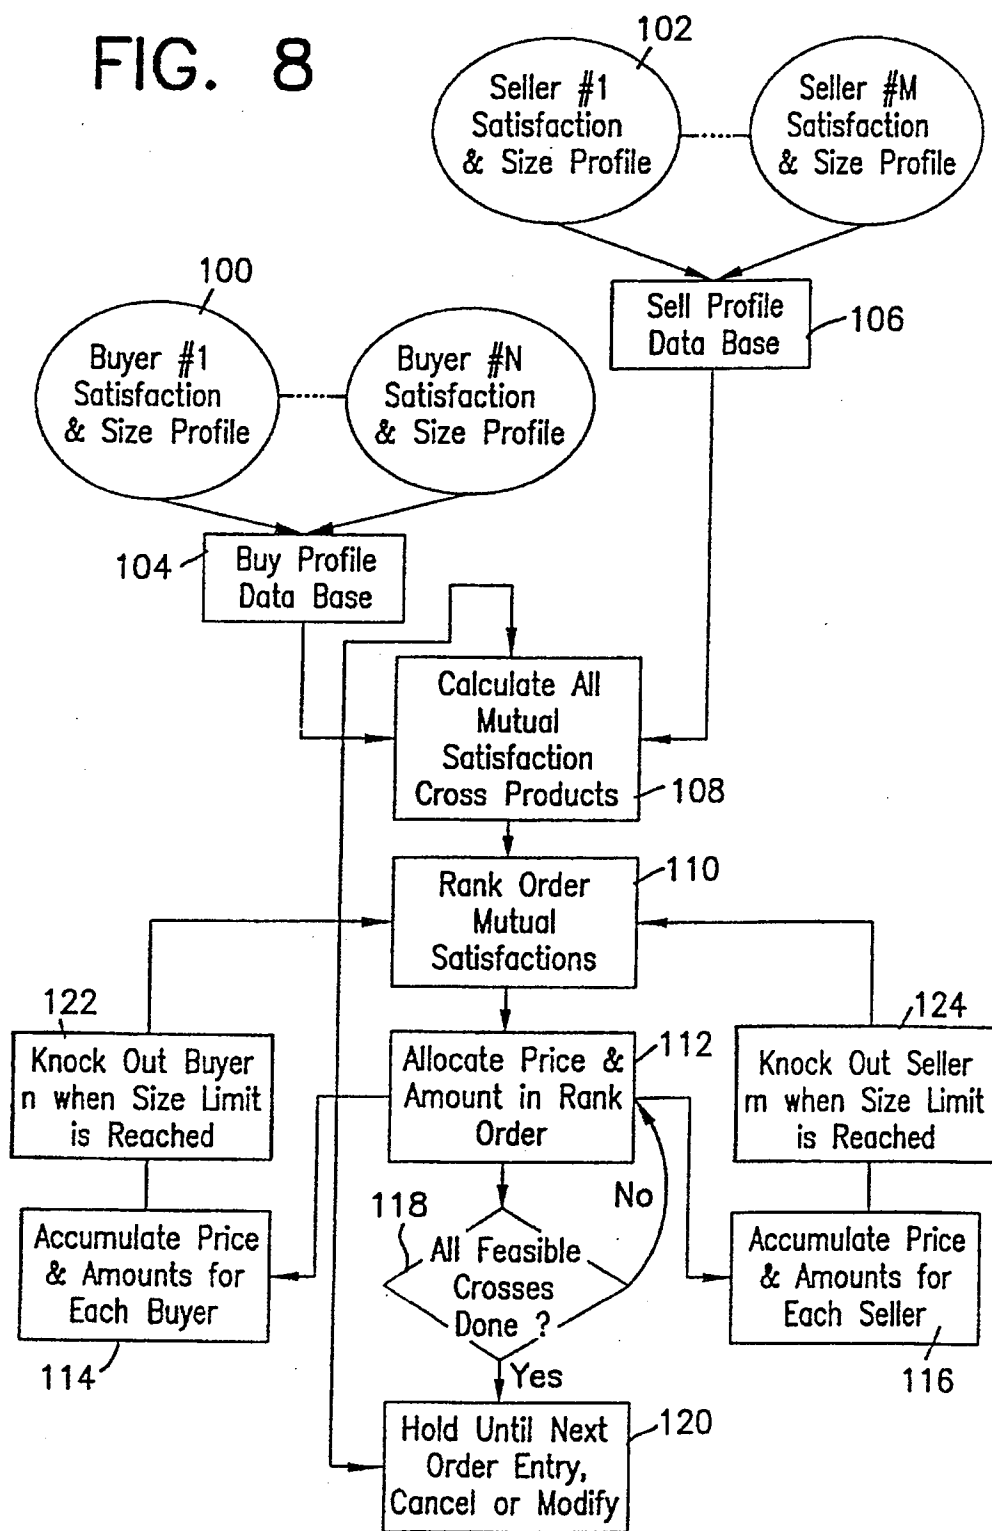 FIG. 8
102
Seller #1
Satisfaction
& Size Profile
Seller #M
Satisfaction
& Size Profile
100
Buyer #1
Satisfaction
& Size Profile
Buyer #N
Satisfaction
& Size Profile
Sell Profile
Data Base
106
104
Buy Profile
Data Base
Calculate All
Mutual
Satisfaction
Cross Products
108
Rank Order
Mutual
Satisfactions
110
122
Knock Out Buyer
n when Size Limit
is Reached
Allocate Price &
Amount in Rank
Order
112
124
Knock Out Seller
m when Size Limit
is Reached
Accumulate Price
& Amounts for
Each Buyer
114
118
All Feasible
Crosses
Done ?
No
Yes
Accumulate Price
& Amounts for
Each Seller
116
Hold Until Next
Order Entry,
Cancel or Modify
120